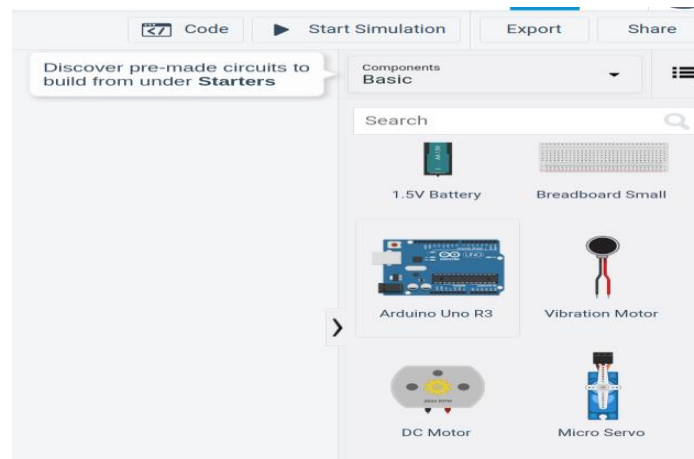 Code
Start Simulation
Export
Share
Discover pre-made circuits to
build from under Starters
Components
Basic
Search
1.5V Battery
Breadboard Small
UNO
Arduino Uno R3
Vibration Motor
DC Motor
Micro Servo